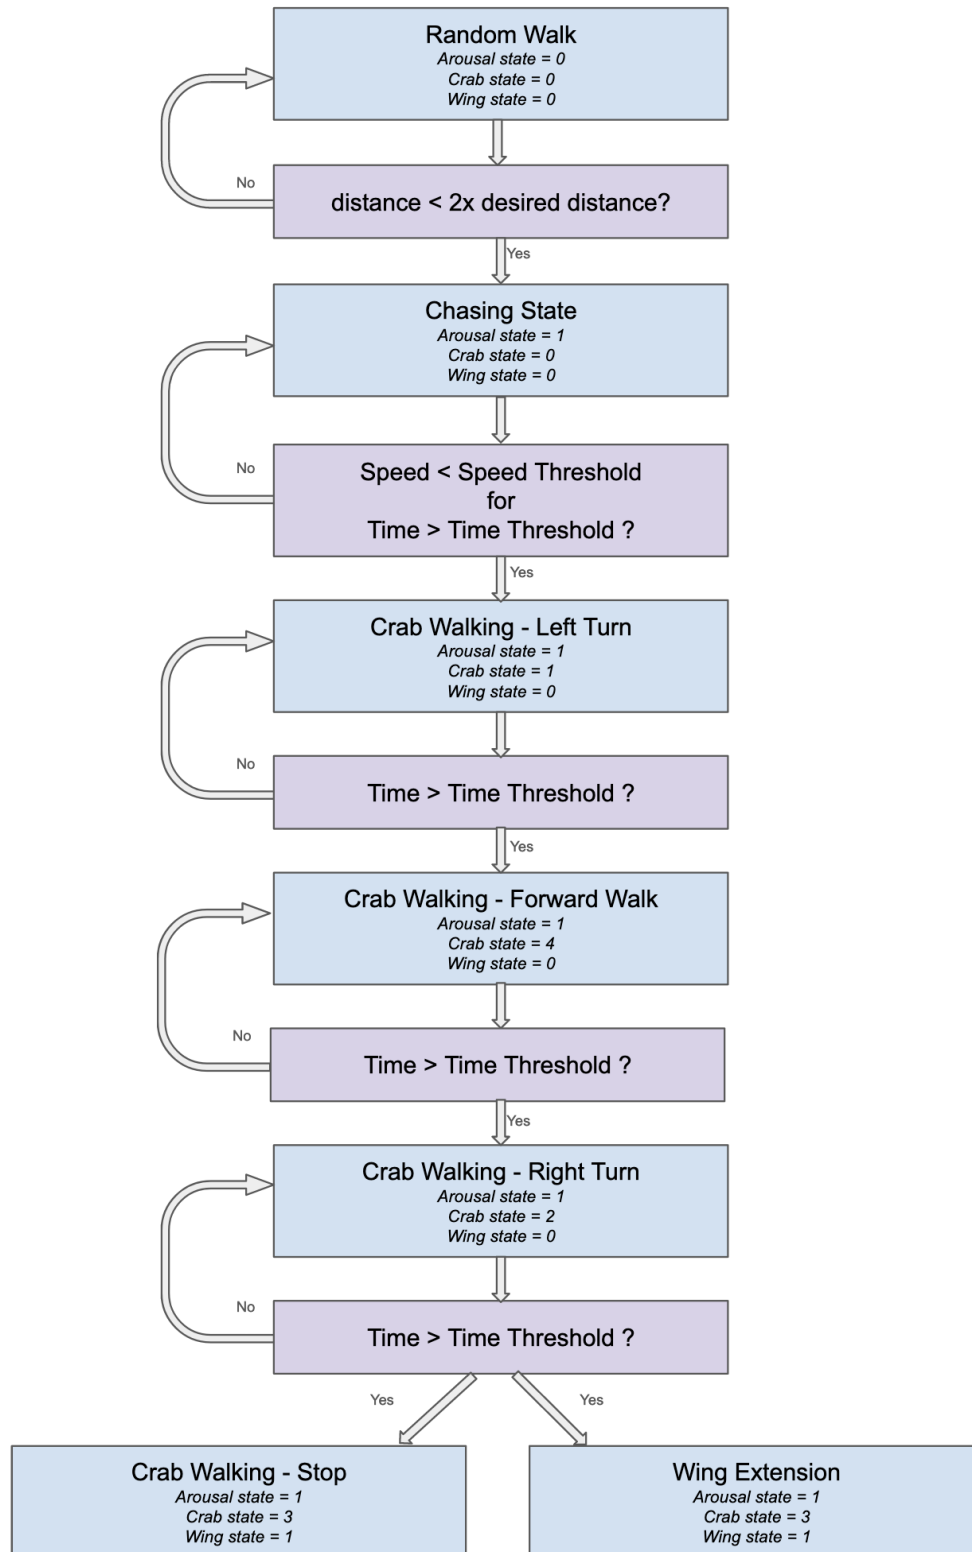 Random Walk
Arousal state = 0
Crab state = 0
Wing state = 0
No
distance < 2x desired distance?
Yes
Chasing State
Arousal state = 1
Crab state = 0
Wing state = 0
No
Speed < Speed Threshold
for
Time > Time Threshold ?
Yes
Crab Walking - Left Turn
Arousal state = 1
Crab state = 1
Wing state = 0
No
Time > Time Threshold ?
Yes
Crab Walking - Forward Walk
Arousal state = 1
Crab state = 4
Wing state = 0
No
Time > Time Threshold ?
Yes
Crab Walking - Right Turn
Arousal state = 1
Crab state = 2
Wing state = 0
No
Time > Time Threshold ?
Yes
Yes
Crab Walking - Stop
Arousal state = 1
Crab state = 3
Wing state = 1
Wing Extension
Arousal state = 1
Crab state = 3
Wing state = 1